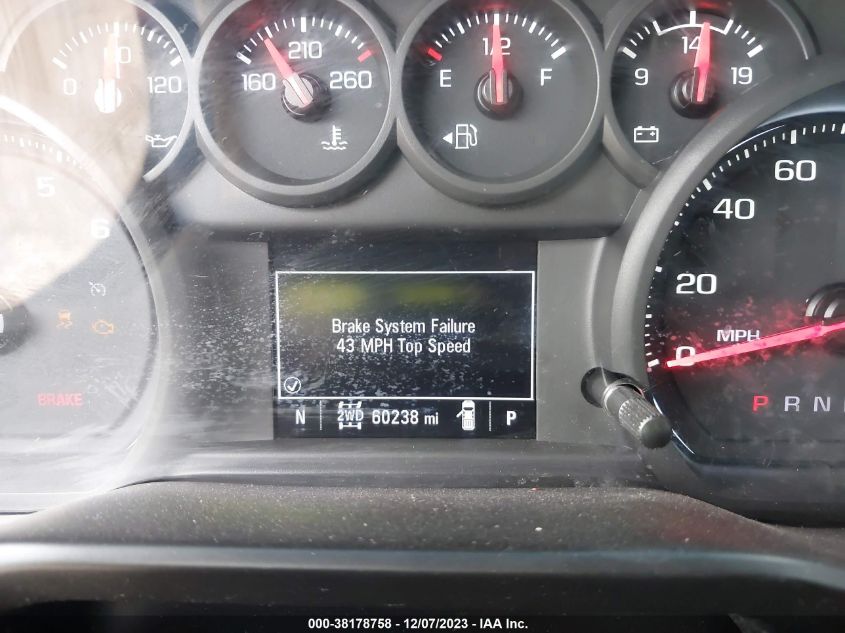 0 80 120
160 210 260
E 1/2 F
9 14 19
5
6
BRAKE
Brake System Failure
43 MPH Top Speed
N 2WD 60238 mi P
60
40
20
0
MPH
P R N
000-38178758 - 12/07/2023 - IAA Inc.